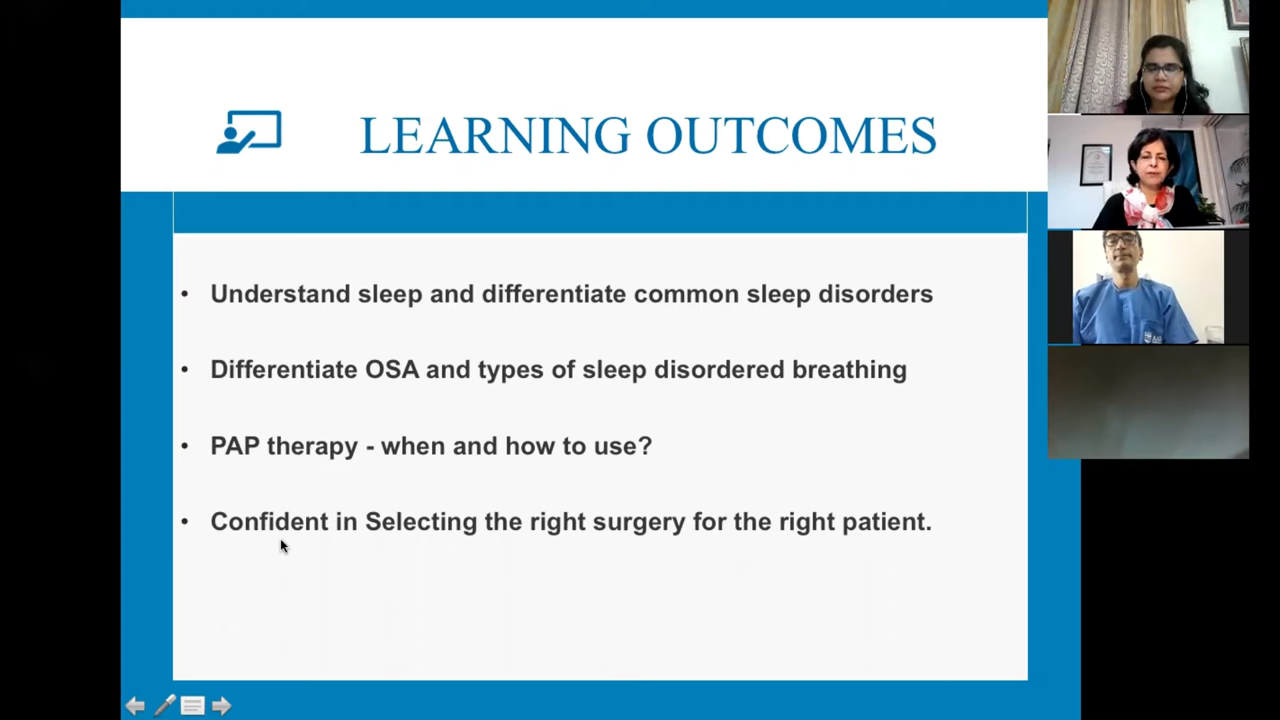 LEARNING OUTCOMES
• Understand sleep and differentiate common sleep disorders
• Differentiate OSA and types of sleep disordered breathing
• PAP therapy - when and how to use?
• Confident in Selecting the right surgery for the right patient.